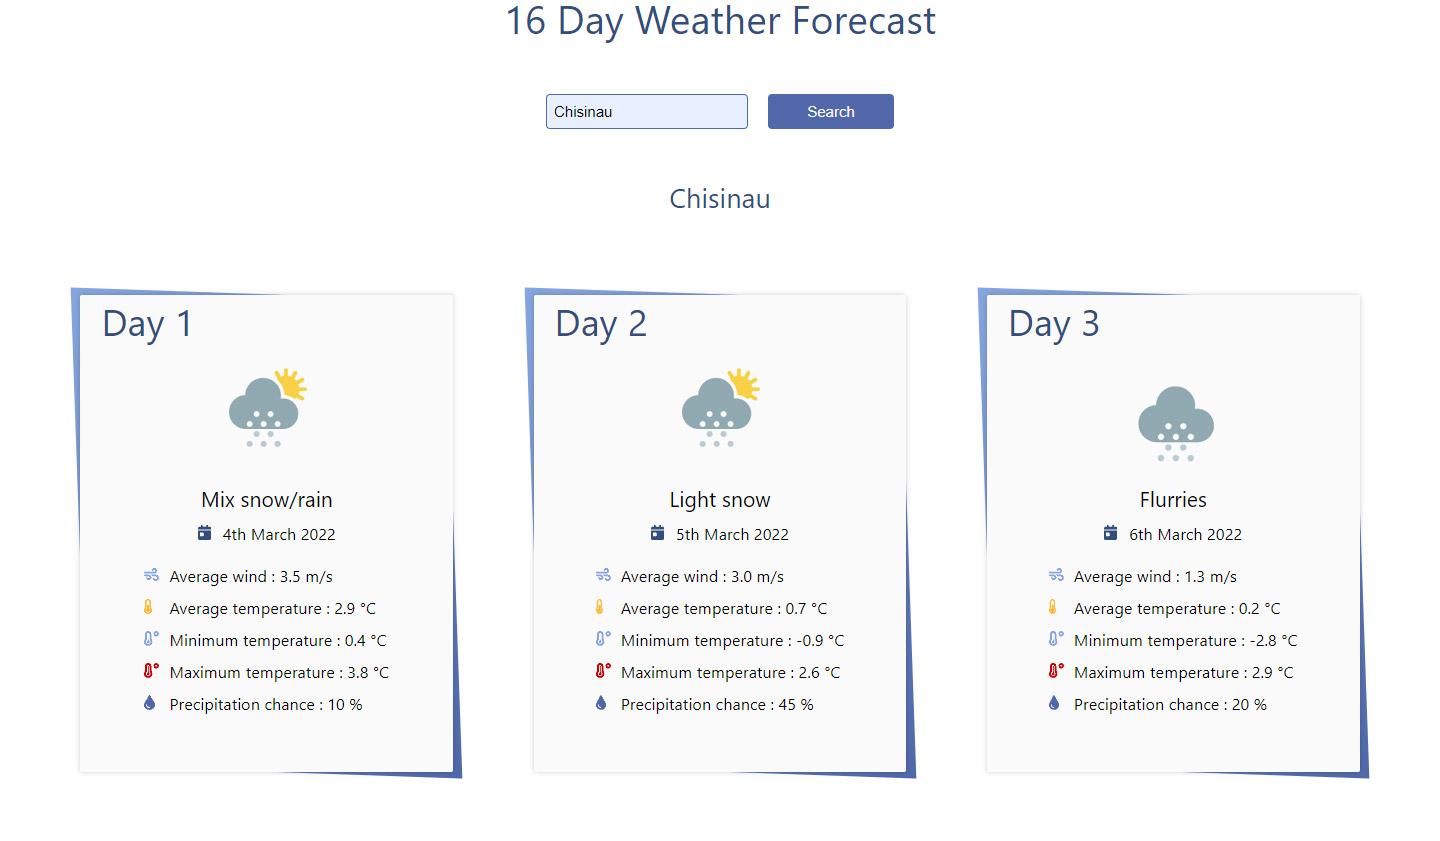 16 Day Weather Forecast
Chisinau
Search
Chisinau
Day 1
Mix snow/rain
4th March 2022
Average wind : 3.5 m/s
Average temperature : 2.9 °C
Minimum temperature : 0.4 °C
Maximum temperature : 3.8 °C
Precipitation chance : 10 %
Day 2
Light snow
5th March 2022
Average wind : 3.0 m/s
Average temperature : 0.7 °C
Minimum temperature : -0.9 °C
Maximum temperature : 2.6 °C
Precipitation chance : 45 %
Day 3
Flurries
6th March 2022
Average wind : 1.3 m/s
Average temperature : 0.2 °C
Minimum temperature : -2.8 °C
Maximum temperature : 2.9 °C
Precipitation chance : 20 %